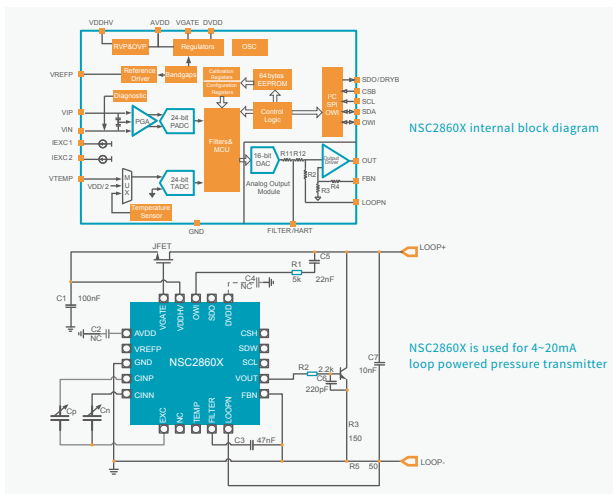 VDDHV AVDD VGATE DVDD
RVP&OVP
Regulators
OSC
VREFP
Reference
Driver
Bandgaps
Calibration
Registers
Configuration
Registers
64 bytes
EEPROM
Diagnostic
VIP
VIN
PGA
24-bit
PADC
Filters&
MCU
Control
Logic
I²C
SPI
OWI
SDO/DRYB
CSB
SCL
SDA
OWI
IEXC1
IEXC2
VTEMP
VDD/2
M
U
X
24-bit
TADC
Temperature
Sensor
16-bit
DAC
Analog Output
Module
R11 R12
R2
R3
R4
Output
Driver
OUT
FBN
LOOPN
GND
FILTER/HART
NSC2860X internal block diagram
JFET
LOOP+
R1
5k
C5
22nF
C4
NC
C1
100nF
C2
NC
VGATE
VDDHV
OWI
SDO
DVDD
AVDD
VREFP
GND
CINP
CINN
NSC2860X
CSH
SDW
SCL
VOUT
FBN
EXC
NC
TEMP
FILTER
LOOPN
R2
2.2k
C6
220pF
C7
10nF
Cp
Cn
C3
47nF
R3
150
R5
50
LOOP-
NSC2860X is used for 4~20mA
loop powered pressure transmitter